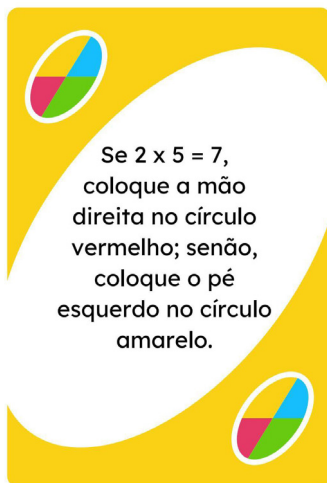 Se 2 x 5 = 7,
coloque a mão
direita no círculo
vermelho; senão,
coloque o pé
esquerdo no círculo
amarelo.